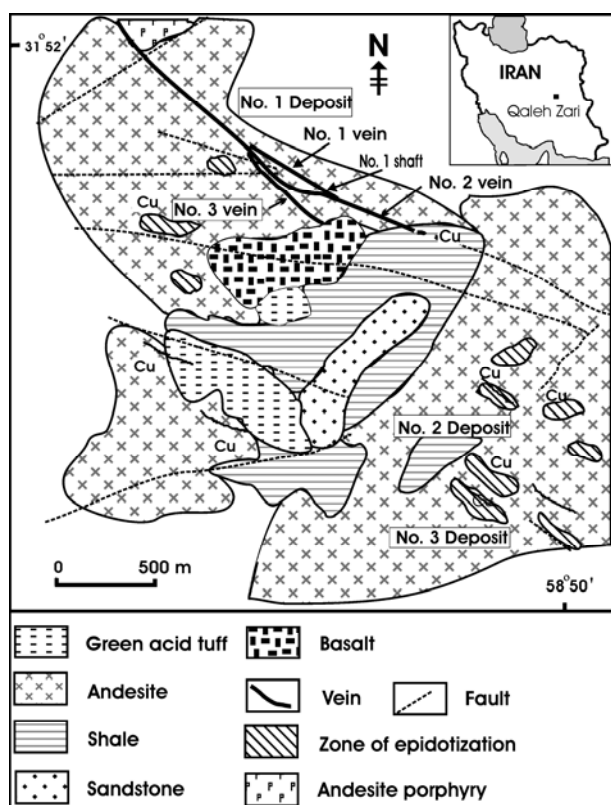 31°52'
N
IRAN
Qaleh Zari
No. 1 Deposit
No. 1 vein
No. 1 shaft
No. 2 vein
Cu
No. 3 vein
Cu
Cu
Cu
Cu
No. 2 Deposit
Cu
Cu
Cu
No. 3 Deposit
0 500 m
58°50'
Green acid tuff
Basalt
Andesite
Vein
Fault
Shale
Zone of epidotization
Sandstone
Andesite porphyry